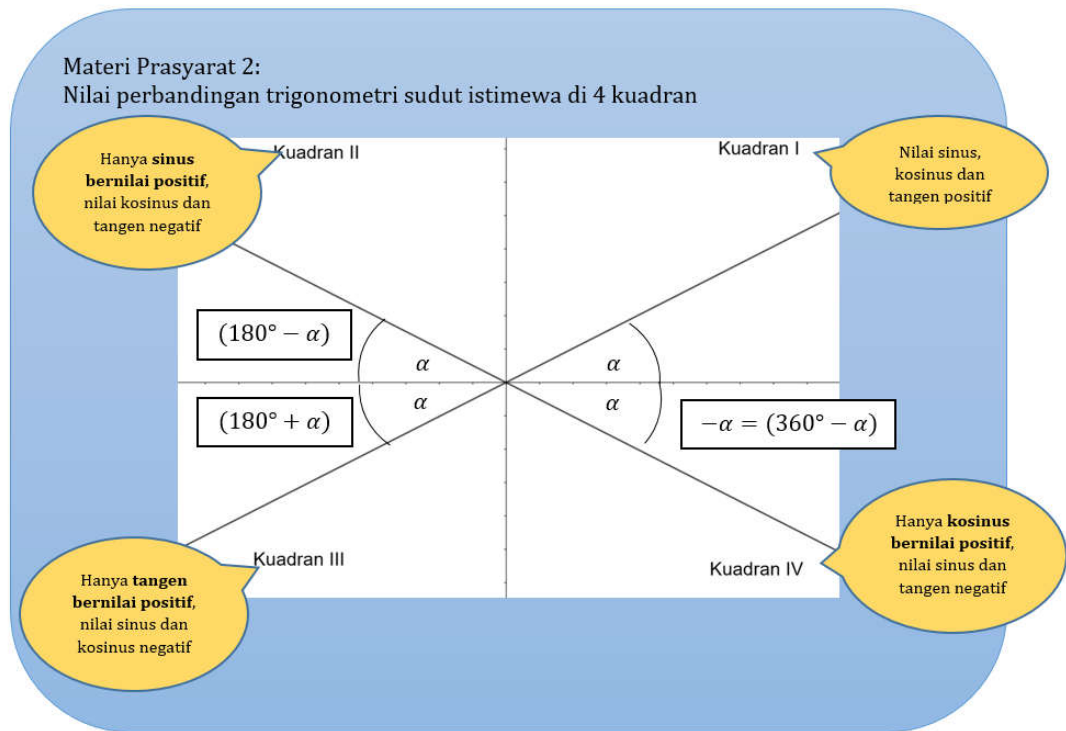 Materi Prasyarat 2:
Nilai perbandingan trigonometri sudut istimewa di 4 kuadran
Hanya sinus
bernilai positif,
nilai kosinus dan
tangen negatif
Kuadran II
Kuadran I
Nilai sinus,
kosinus dan
tangen positif
(180° − α)
α
α
(180° + α)
α
α
−α = (360° − α)
Hanya tangen
bernilai positif,
nilai sinus dan
kosinus negatif
Kuadran III
Kuadran IV
Hanya kosinus
bernilai positif,
nilai sinus dan
tangen negatif